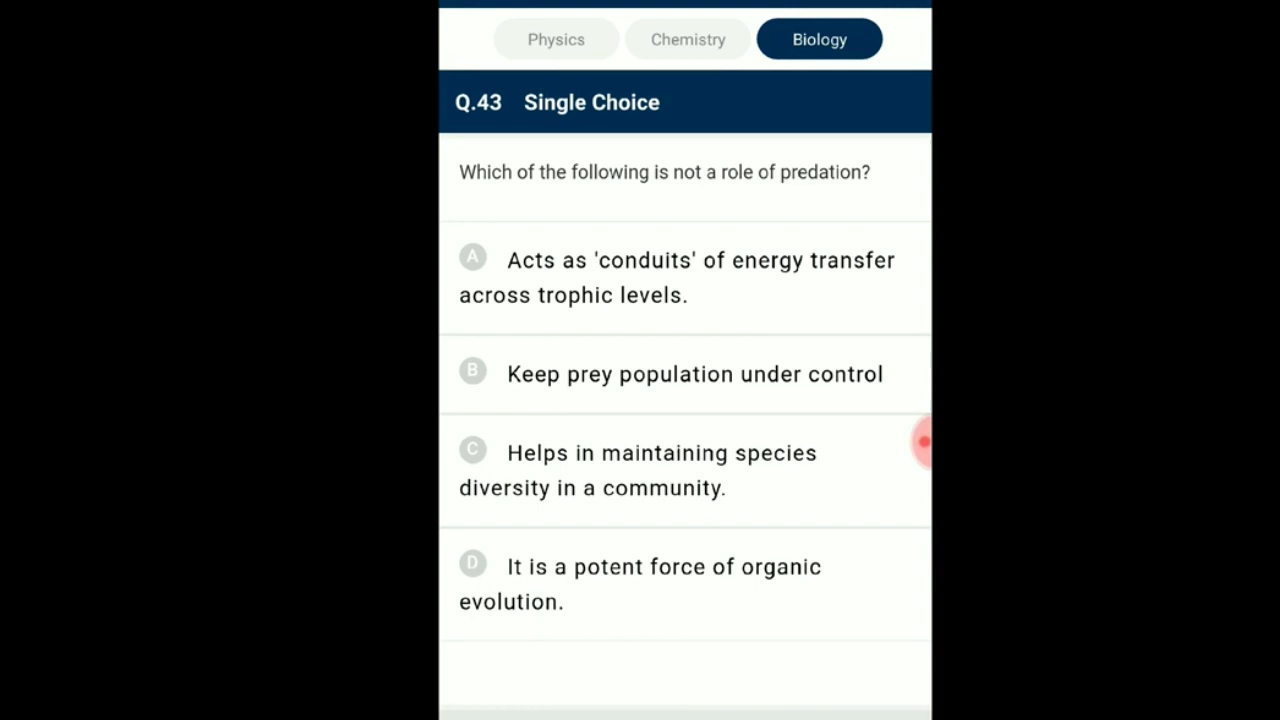 Physics Chemistry Biology
Q.43 Single Choice
Which of the following is not a role of predation?
A Acts as 'conduits' of energy transfer
across trophic levels.
B Keep prey population under control
C Helps in maintaining species
diversity in a community.
D It is a potent force of organic
evolution.